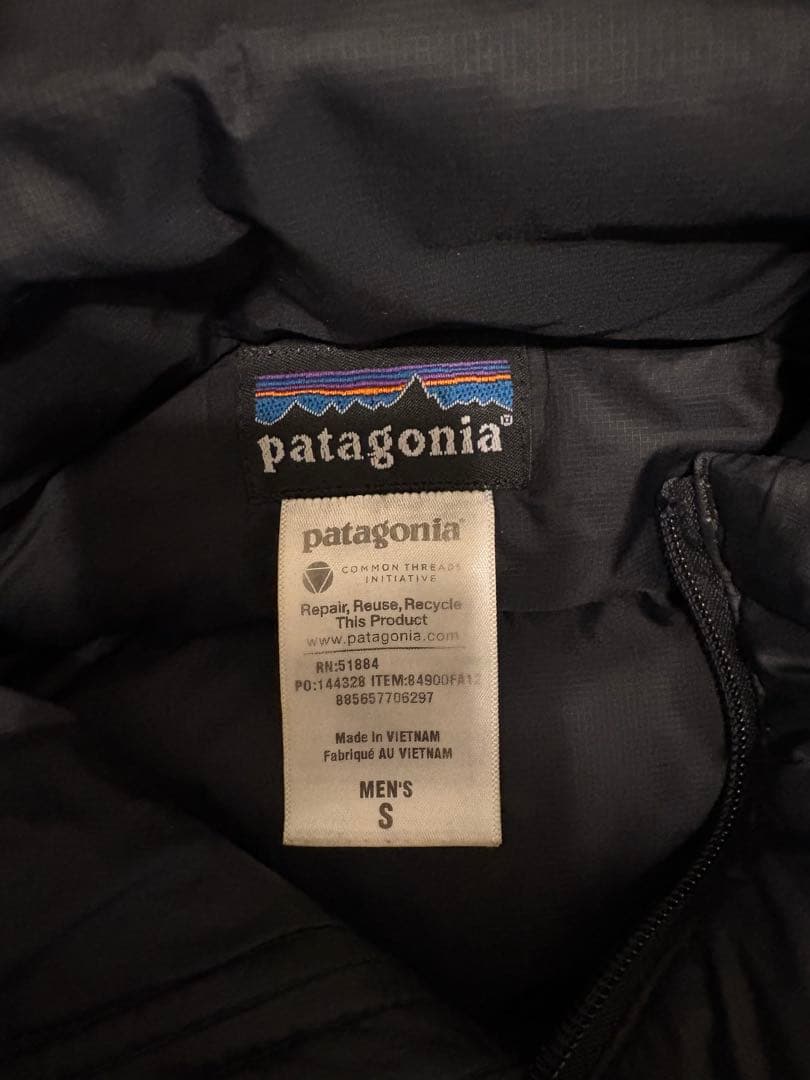 patagonia®
patagonia®
COMMON THREADS
INITIATIVE
Repair, Reuse, Recycle
This Product
www.patagonia.com
RN:51884
PO:144328 ITEM:84900FA12
885657706297
Made in VIETNAM
Fabriqué AU VIETNAM
MEN'S
S